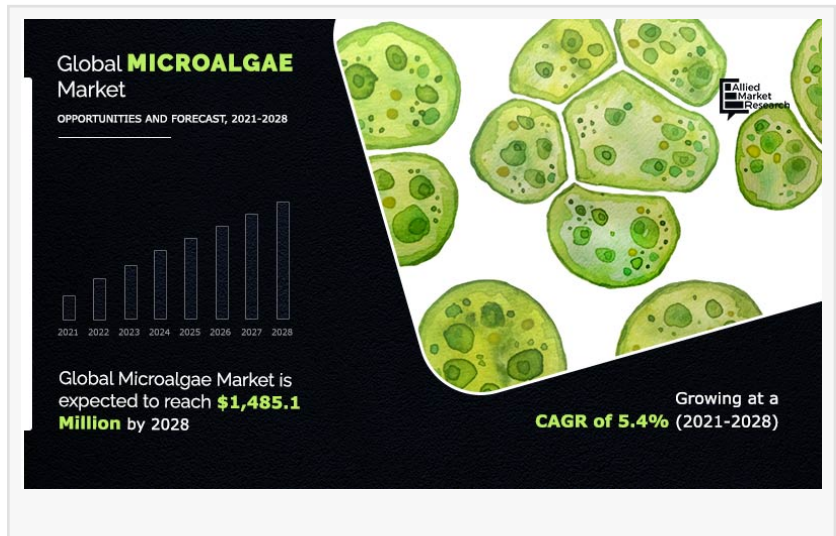 Global MICROALGAE
Market
OPPORTUNITIES AND FORECAST, 2021-2028
Allied
Market
Research
2021 2022 2023 2024 2025 2026 2027 2028
Global Microalgae Market is
expected to reach $1,485.1
Million by 2028
Growing at a
CAGR of 5.4% (2021-2028)